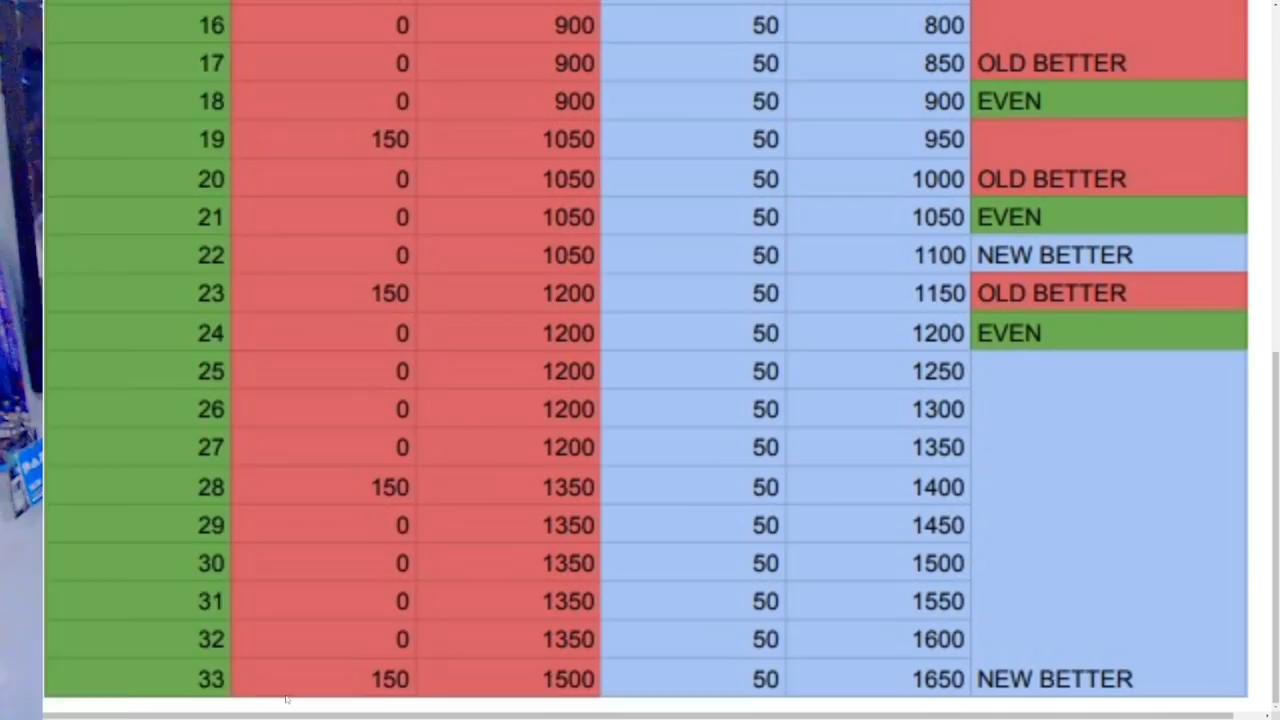 16 0 900 50 800
17 0 900 50 850 OLD BETTER
18 0 900 50 900 EVEN
19 150 1050 50 950
20 0 1050 50 1000 OLD BETTER
21 0 1050 50 1050 EVEN
22 0 1050 50 1100 NEW BETTER
23 150 1200 50 1150 OLD BETTER
24 0 1200 50 1200 EVEN
25 0 1200 50 1250
26 0 1200 50 1300
27 0 1200 50 1350
28 150 1350 50 1400
29 0 1350 50 1450
30 0 1350 50 1500
31 0 1350 50 1550
32 0 1350 50 1600
33 150 1500 50 1650 NEW BETTER